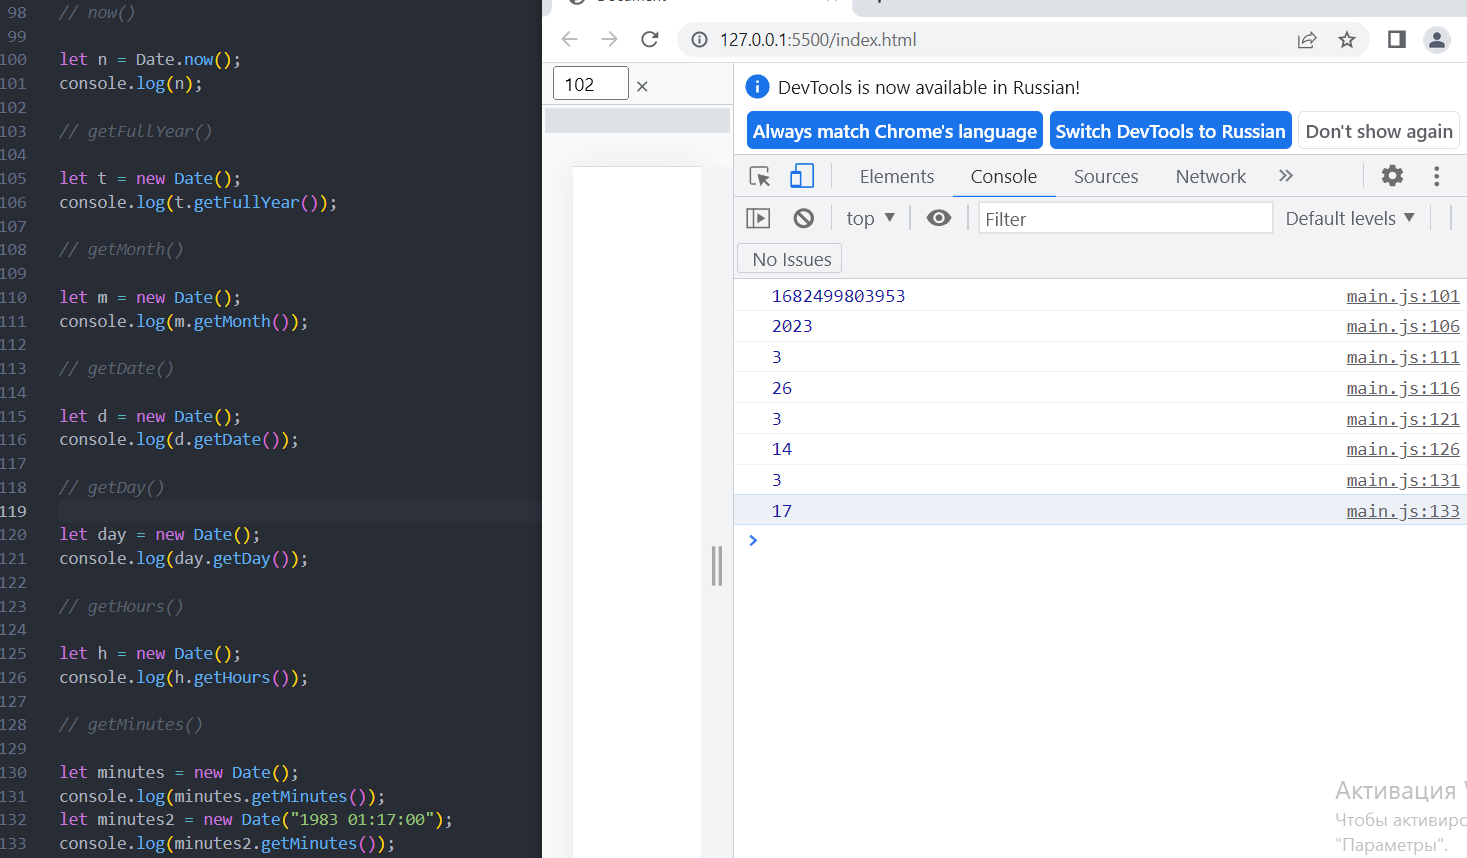 98 // now()
99
100 let n = Date.now();
101 console.log(n);
102
103 // getFullYear()
104
105 let t = new Date();
106 console.log(t.getFullYear());
107
108 // getMonth()
109
110 let m = new Date();
111 console.log(m.getMonth());
112
113 // getDate()
114
115 let d = new Date();
116 console.log(d.getDate());
117
118 // getDay()
119
120 let day = new Date();
121 console.log(day.getDay());
122
123 // getHours()
124
125 let h = new Date();
126 console.log(h.getHours());
127
128 // getMinutes()
129
130 let minutes = new Date();
131 console.log(minutes.getMinutes());
132 let minutes2 = new Date("1983 01:17:00");
133 console.log(minutes2.getMinutes());
127.0.0.1:5500/index.html
102 ×
DevTools is now available in Russian!
Always match Chrome's language Switch DevTools to Russian Don't show again
Elements Console Sources Network »
top Filter Default levels
No Issues
1682499803953 main.js:101
2023 main.js:106
3 main.js:111
26 main.js:116
3 main.js:121
14 main.js:126
3 main.js:131
17 main.js:133
>
Активация
Чтобы
"Параметры".